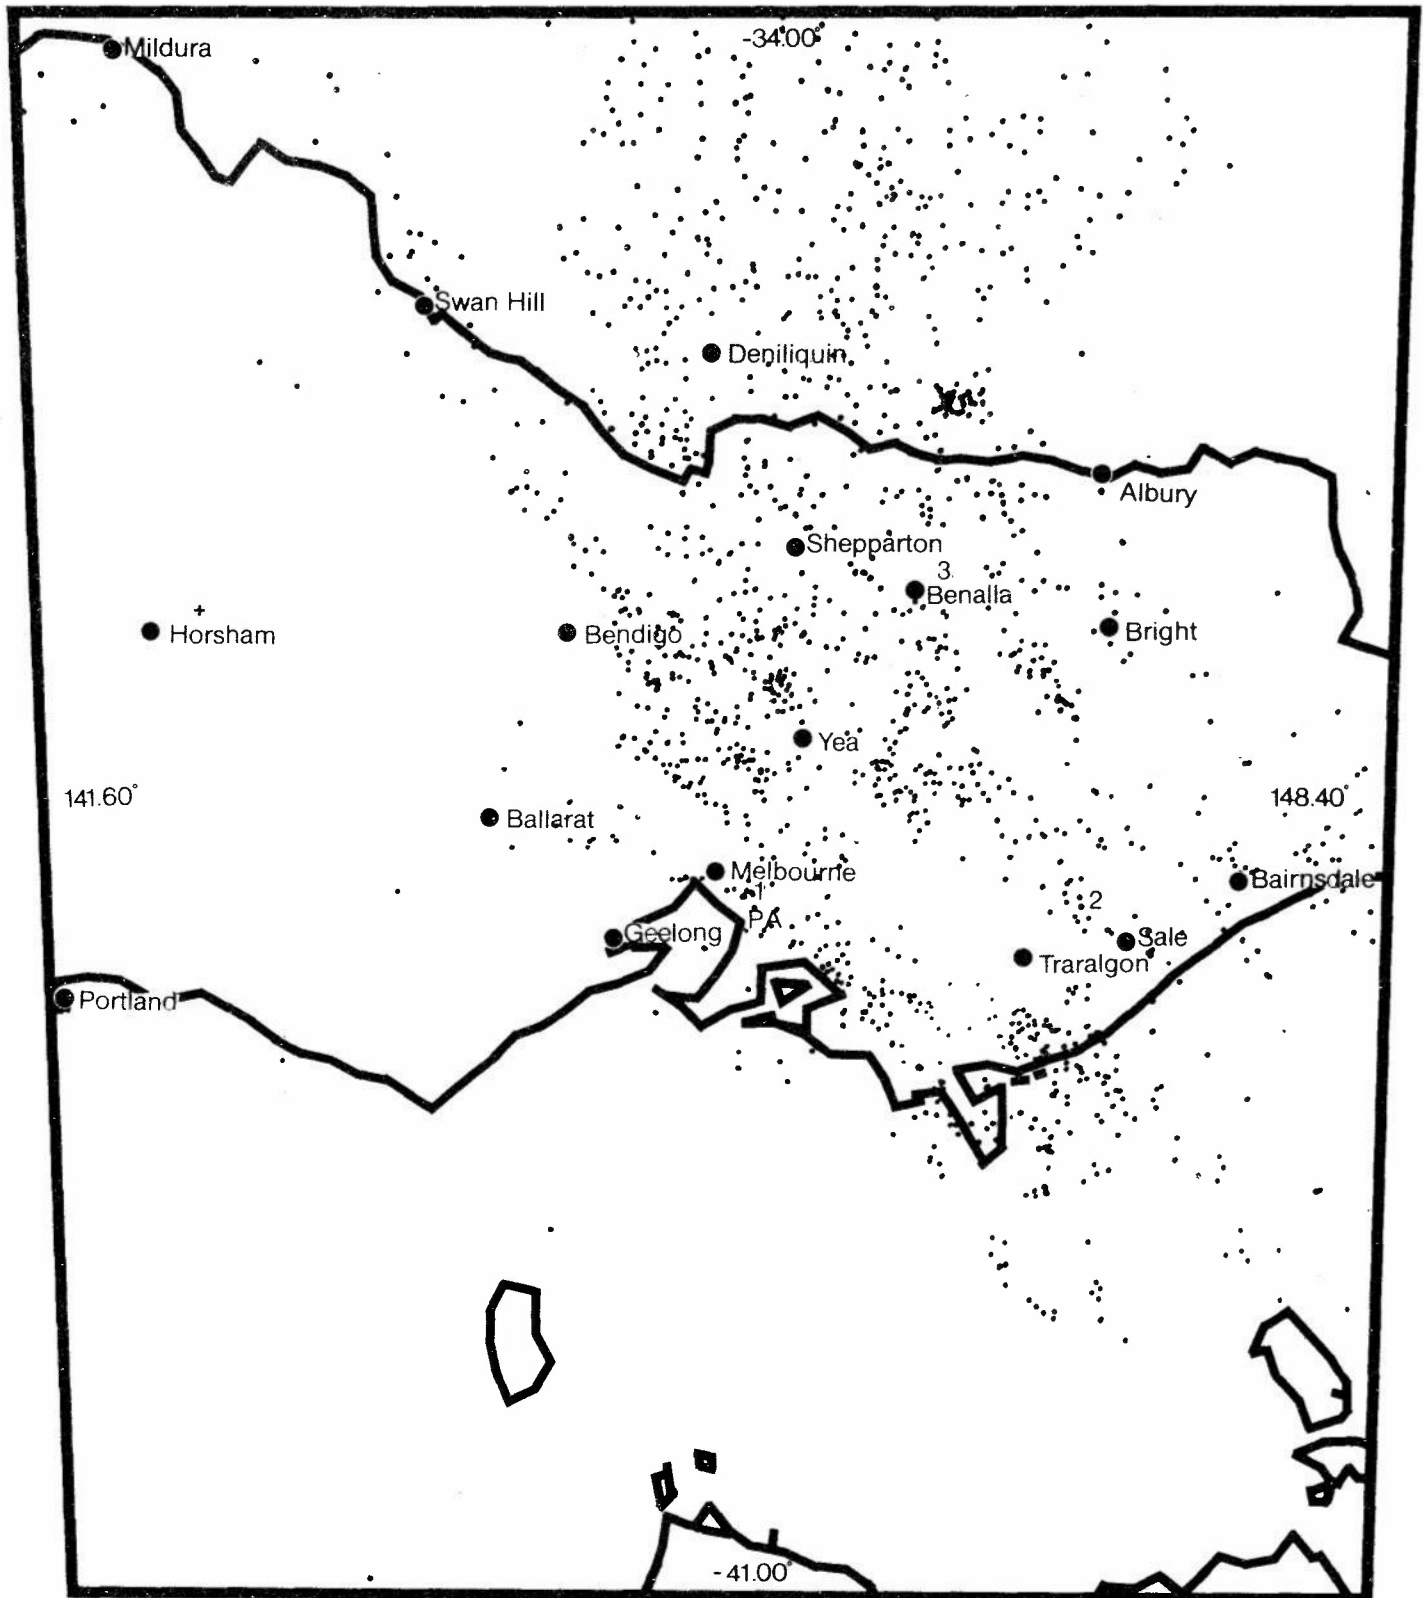 -34.00°
Mildura
Swan Hill
Deniliquin
Albury
Shepparton
3
Benalla
+
Horsham
Bendigo
Bright
Yea
141.60°
148.40°
Ballarat
Melbourne
1
PA
2
Bairnsdale
Geelong
Sale
Traralgon
Portland
-41.00°